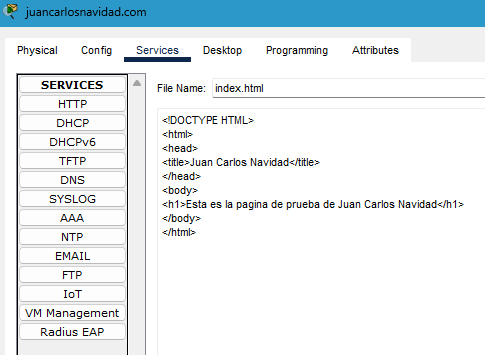 juancarlosnavidad.com
Physical Config Services Desktop Programming Attributes
SERVICES
HTTP
DHCP
DHCPv6
TFTP
DNS
SYSLOG
AAA
NTP
EMAIL
FTP
IoT
VM Management
Radius EAP
File Name: index.html
<!DOCTYPE HTML>
<html>
<head>
<title>Juan Carlos Navidad</title>
</head>
<body>
<h1>Esta es la pagina de prueba de Juan Carlos Navidad</h1>
</body>
</html>